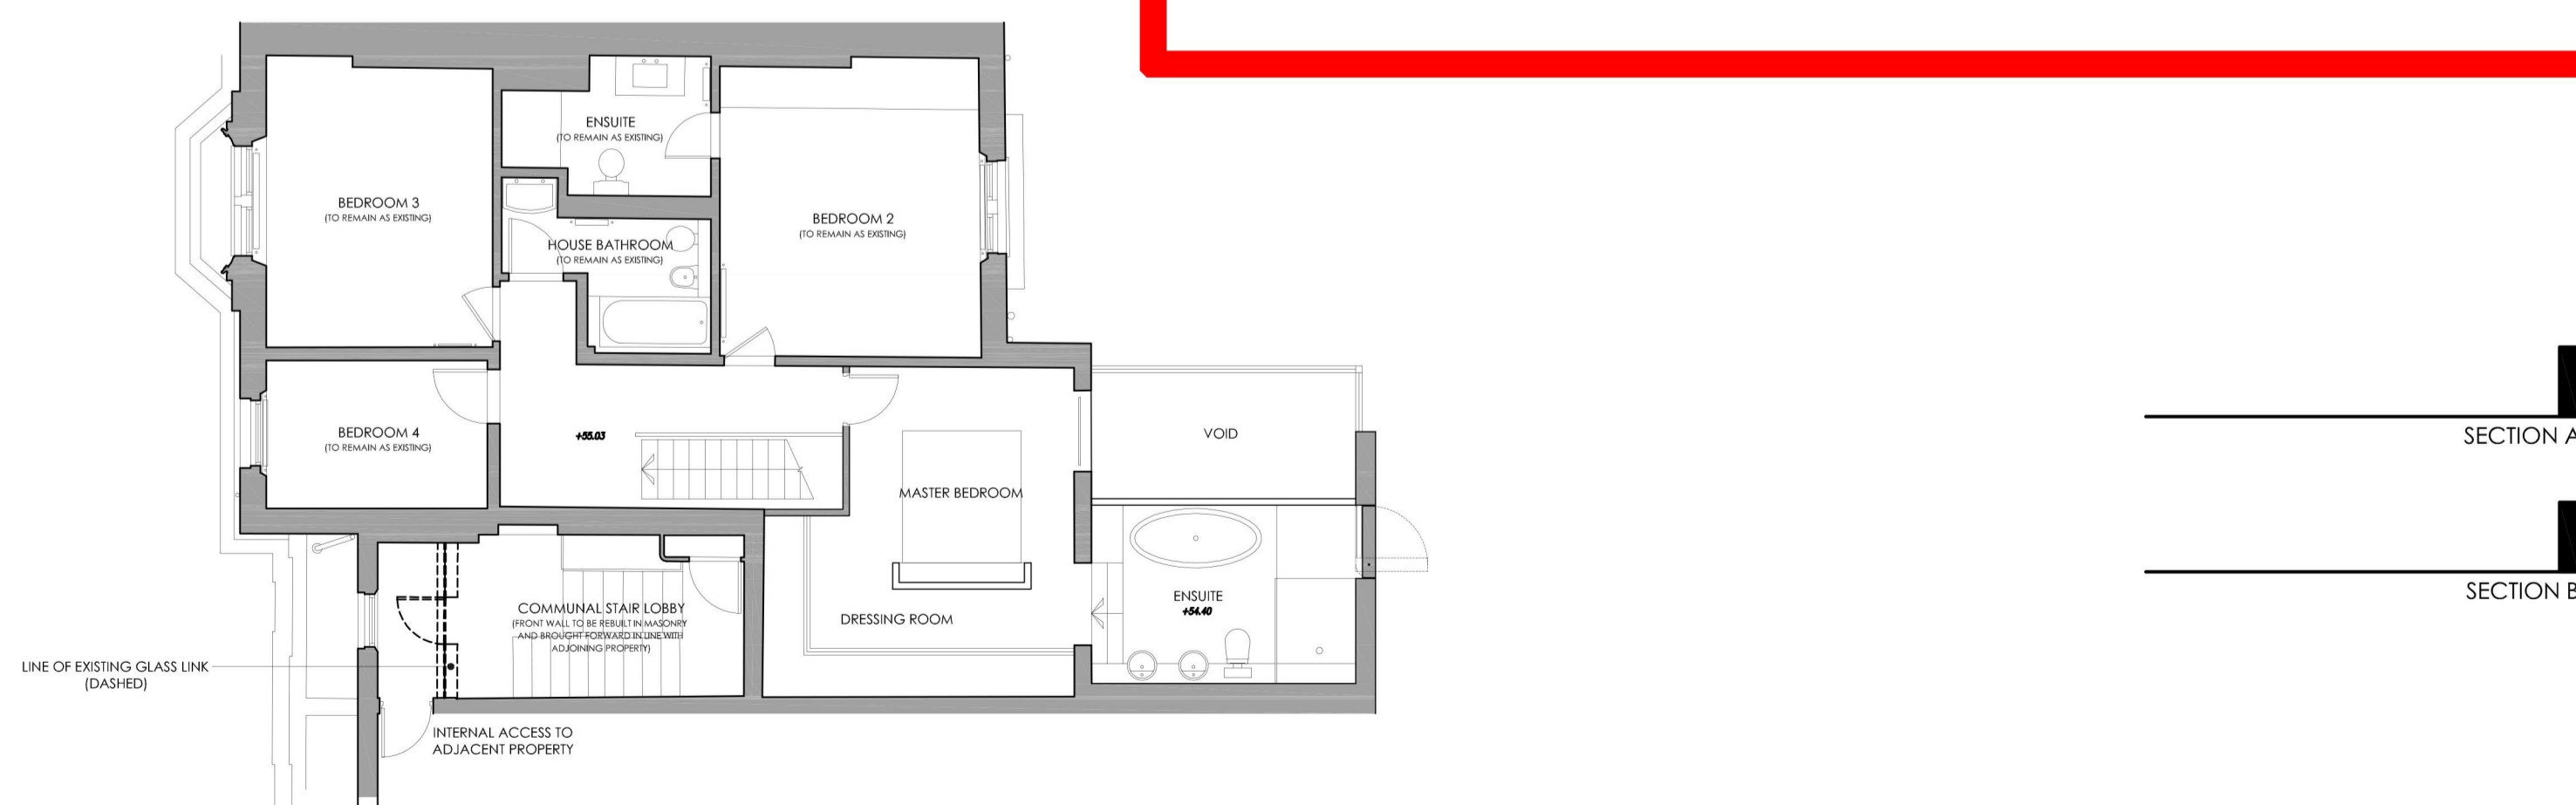 ENSUITE
(TO REMAIN AS EXISTING)
BEDROOM 3
(TO REMAIN AS EXISTING)
BEDROOM 2
(TO REMAIN AS EXISTING)
HOUSE BATHROOM
(TO REMAIN AS EXISTING)
BEDROOM 4
(TO REMAIN AS EXISTING)
+55.03
VOID
MASTER BEDROOM
ENSUITE
+54.40
DRESSING ROOM
COMMUNAL STAIR LOBBY
(FRONT WALL TO BE REBUILT IN MASONRY
AND BROUGHT FORWARD IN LINE WITH
ADJOINING PROPERTY)
LINE OF EXISTING GLASS LINK
(DASHED)
INTERNAL ACCESS TO
ADJACENT PROPERTY
SECTION A
SECTION B